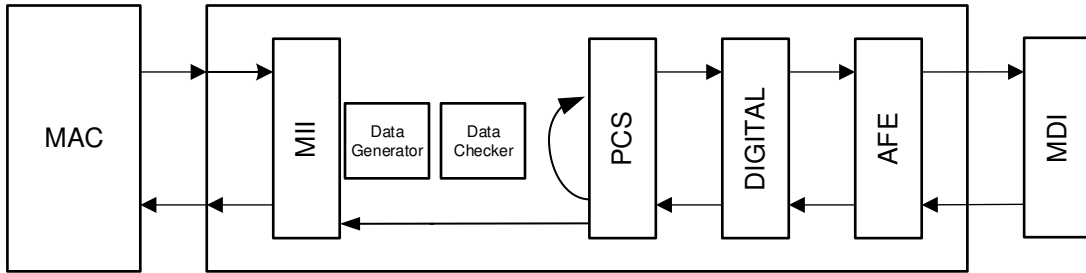 MAC
MII
Data
Generator
Data
Checker
PCS
DIGITAL
AFE
MDI